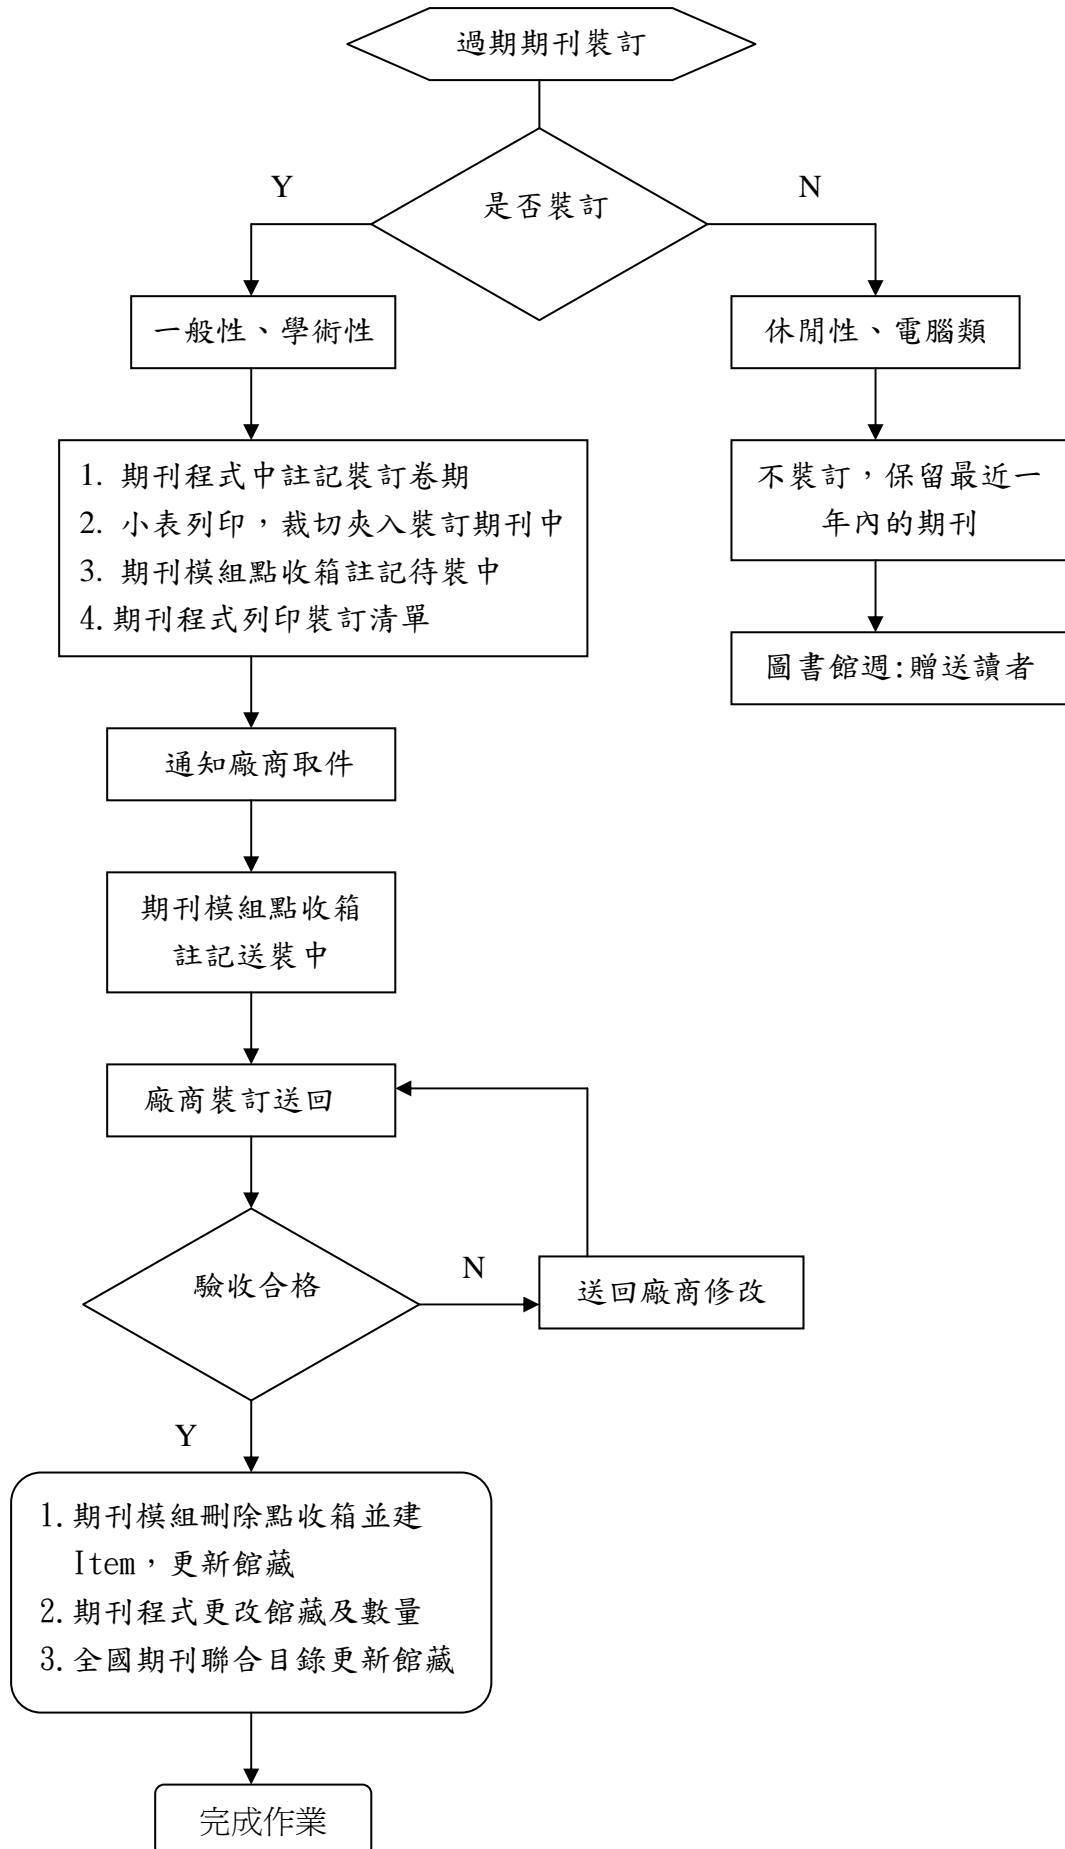 過期期刊裝訂
是否裝訂
Y
N
一般性、學術性
休閒性、電腦類
1. 期刊程式中註記裝訂卷期
2. 小表列印，裁切夾入裝訂期刊中
3. 期刊模組點收箱註記待裝中
4.期刊程式列印裝訂清單
不裝訂，保留最近一
年內的期刊
圖書館週:贈送讀者
通知廠商取件
期刊模組點收箱
註記送裝中
廠商裝訂送回
驗收合格
N
送回廠商修改
Y
1.期刊模組刪除點收箱並建
Item，更新館藏
2.期刊程式更改館藏及數量
3.全國期刊聯合目錄更新館藏
完成作業